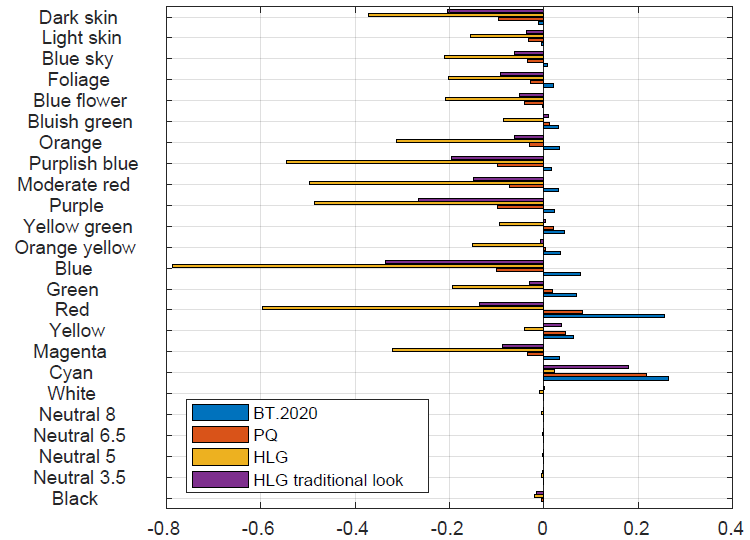 Dark skin
Light skin
Blue sky
Foliage
Blue flower
Bluish green
Orange
Purplish blue
Moderate red
Purple
Yellow green
Orange yellow
Blue
Green
Red
Yellow
Magenta
Cyan
White
Neutral 8
Neutral 6.5
Neutral 5
Neutral 3.5
Black
BT.2020
PQ
HLG
HLG traditional look
-0.8 -0.6 -0.4 -0.2 0 0.2 0.4